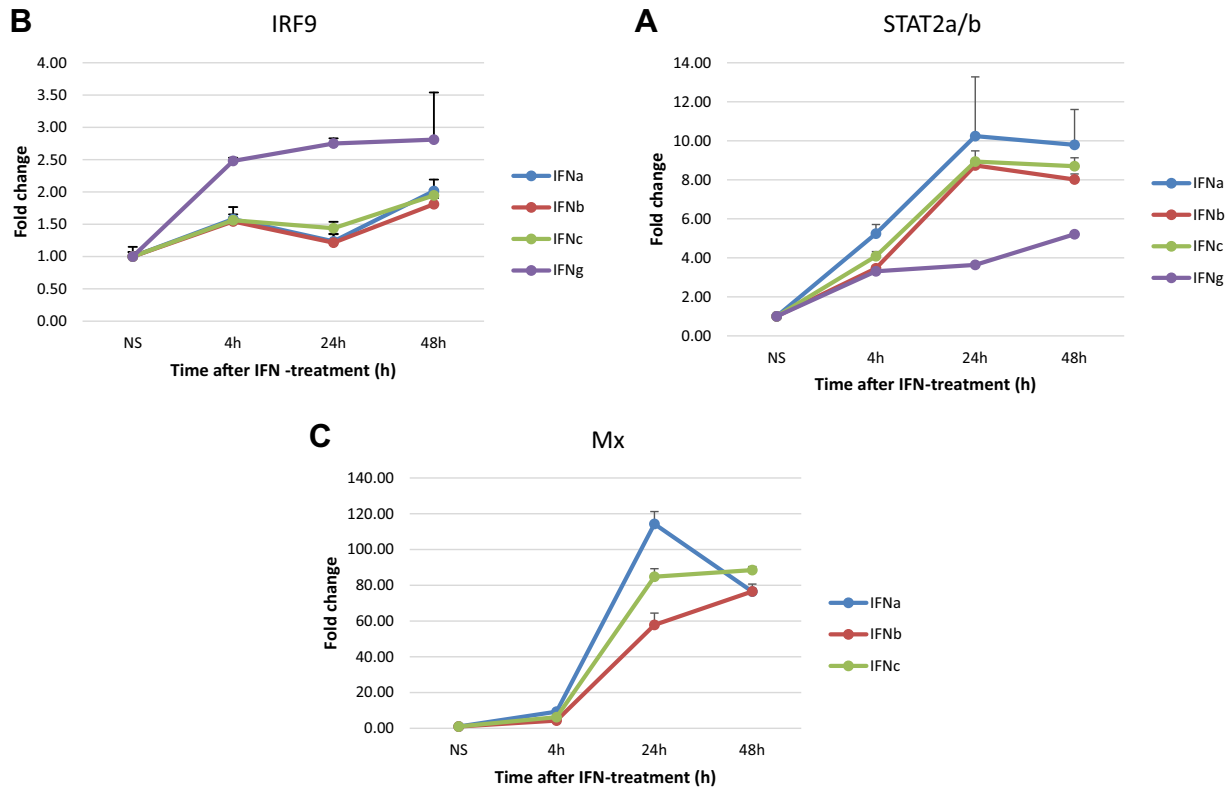 B
IRF9
4.00
3.50
3.00
2.50
2.00
1.50
1.00
0.50
0.00
Fold change
NS 4h 24h 48h
Time after IFN -treatment (h)
IFNa
IFNb
IFNc
IFNg
A
STAT2a/b
14.00
12.00
10.00
8.00
6.00
4.00
2.00
0.00
Fold change
NS 4h 24h 48h
Time after IFN-treatment (h)
IFNa
IFNb
IFNc
IFNg
C
Mx
140.00
120.00
100.00
80.00
60.00
40.00
20.00
0.00
Fold change
NS 4h 24h 48h
Time after IFN-treatment (h)
IFNa
IFNb
IFNc